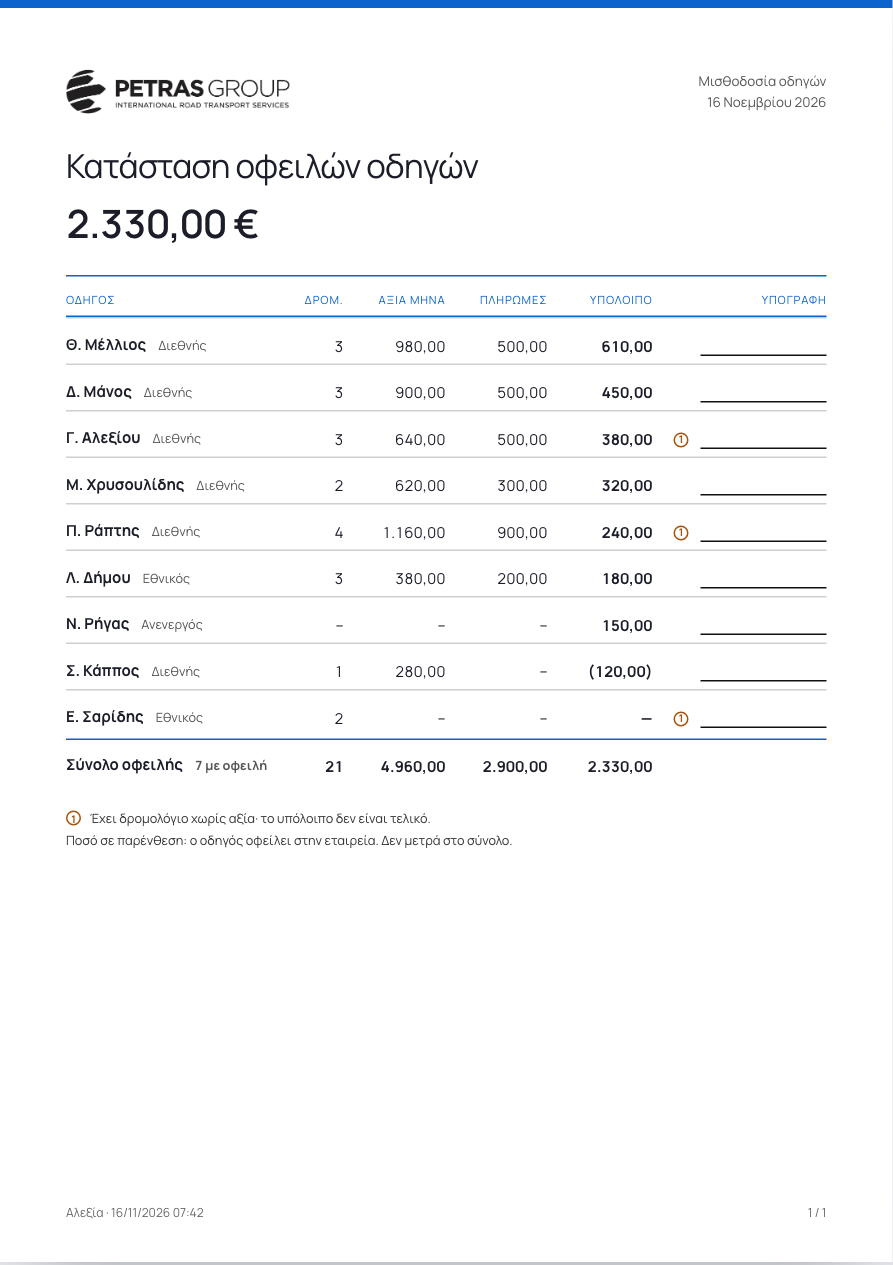 PETRAS GROUP
INTERNATIONAL ROAD TRANSPORT SERVICES
Μισθοδοσία οδηγών
16 Νοεμβρίου 2026
Κατάσταση οφειλών οδηγών
2.330,00 €
ΟΔΗΓΟΣ ΔΡΟΜ. ΑΞΙΑ ΜΗΝΑ ΠΛΗΡΩΜΕΣ ΥΠΟΛΟΙΠΟ ΥΠΟΓΡΑΦΗ
Θ. Μέλλιος Διεθνής 3 980,00 500,00 610,00
Δ. Μάνος Διεθνής 3 900,00 500,00 450,00
Γ. Αλεξίου Διεθνής 3 640,00 500,00 380,00 1
Μ. Χρυσουλίδης Διεθνής 2 620,00 300,00 320,00
Π. Ράπτης Διεθνής 4 1.160,00 900,00 240,00 1
Λ. Δήμου Εθνικός 3 380,00 200,00 180,00
Ν. Ρήγας Ανενεργός – – – 150,00
Σ. Κάππος Διεθνής 1 280,00 – (120,00)
Ε. Σαρίδης Εθνικός 2 – – — 1
Σύνολο οφειλής 7 με οφειλή 21 4.960,00 2.900,00 2.330,00
1 Έχει δρομολόγιο χωρίς αξία· το υπόλοιπο δεν είναι τελικό.
Ποσό σε παρένθεση: ο οδηγός οφείλει στην εταιρεία. Δεν μετρά στο σύνολο.
Αλεξία · 16/11/2026 07:42
1 / 1